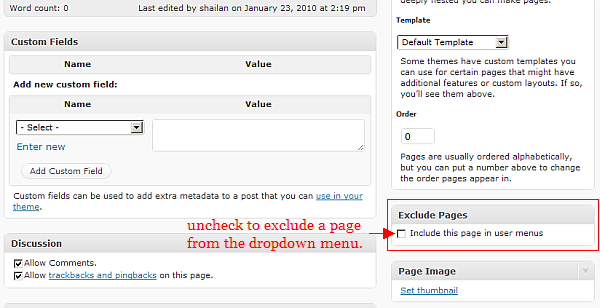 Word count: 0 Last edited by shailan on January 23, 2010 at 2:19 pm
Custom Fields
Name Value
Add new custom field:
Name Value
- Select -
Enter new
Add Custom Field
Custom fields can be used to add extra metadata to a post that you can use in your
theme.
uncheck to exclude a page
from the dropdown menu.
Discussion
Allow Comments.
Allow trackbacks and pingbacks on this page.
deeply nested you can make pages.
Template
Default Template
Some themes have custom templates you
can use for certain pages that might have
additional features or custom layouts. If so,
you'll see them above.
Order
0
Pages are usually ordered alphabetically,
but you can put a number above to change
the order pages appear in.
Exclude Pages
Include this page in user menus
Page Image
Set thumbnail